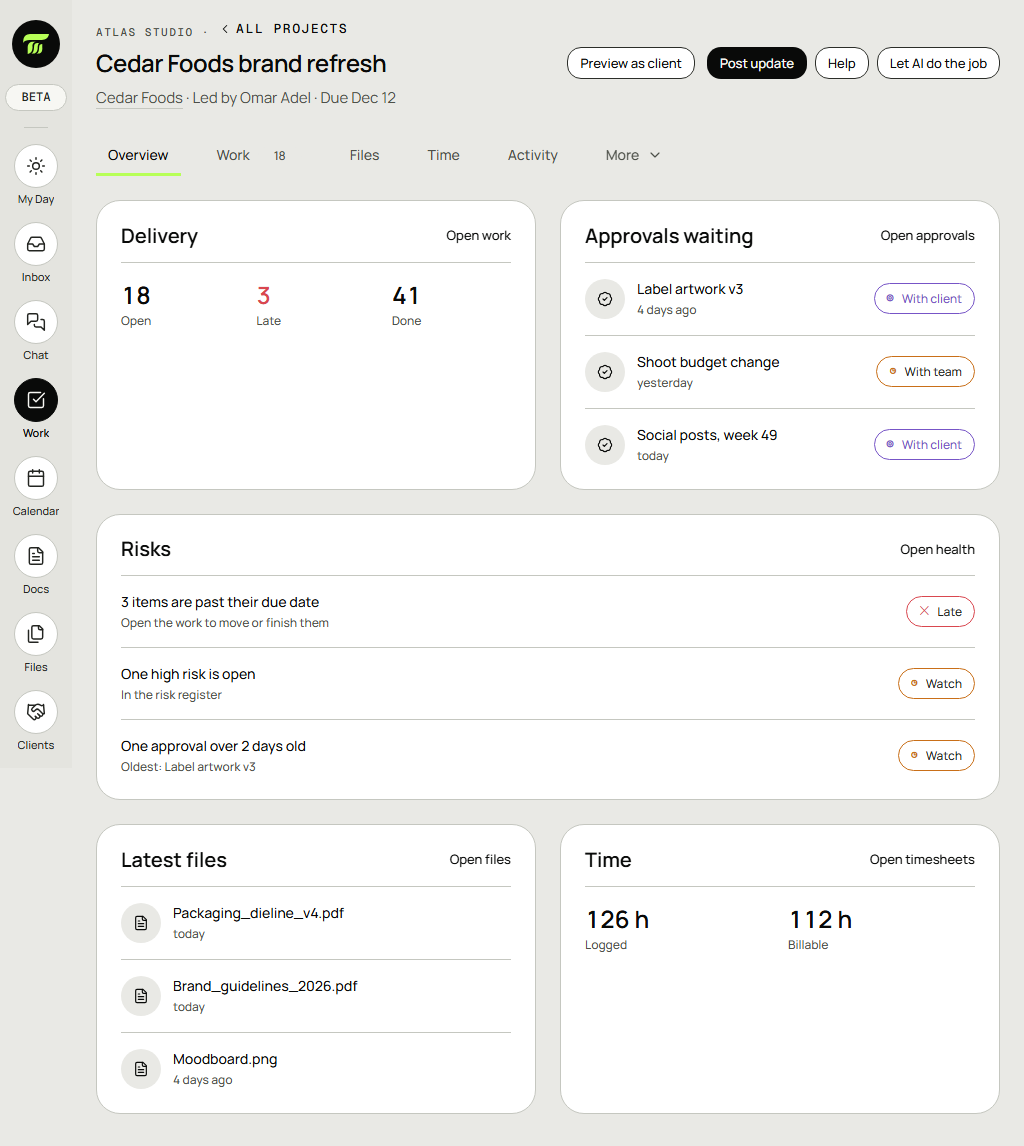 ATLAS STUDIO · < ALL PROJECTS
Cedar Foods brand refresh
Preview as client
Post update
Help
Let AI do the job
Cedar Foods · Led by Omar Adel · Due Dec 12
BETA
My Day
Inbox
Chat
Work
Calendar
Docs
Files
Clients
Overview
Work 18
Files
Time
Activity
More
Delivery
Open work
18
Open
3
Late
41
Done
Approvals waiting
Open approvals
Label artwork v3
4 days ago
With client
Shoot budget change
yesterday
With team
Social posts, week 49
today
With client
Risks
Open health
3 items are past their due date
Open the work to move or finish them
Late
One high risk is open
In the risk register
Watch
One approval over 2 days old
Oldest: Label artwork v3
Watch
Latest files
Open files
Packaging_dieline_v4.pdf
today
Brand_guidelines_2026.pdf
today
Moodboard.png
4 days ago
Time
Open timesheets
126 h
Logged
112 h
Billable